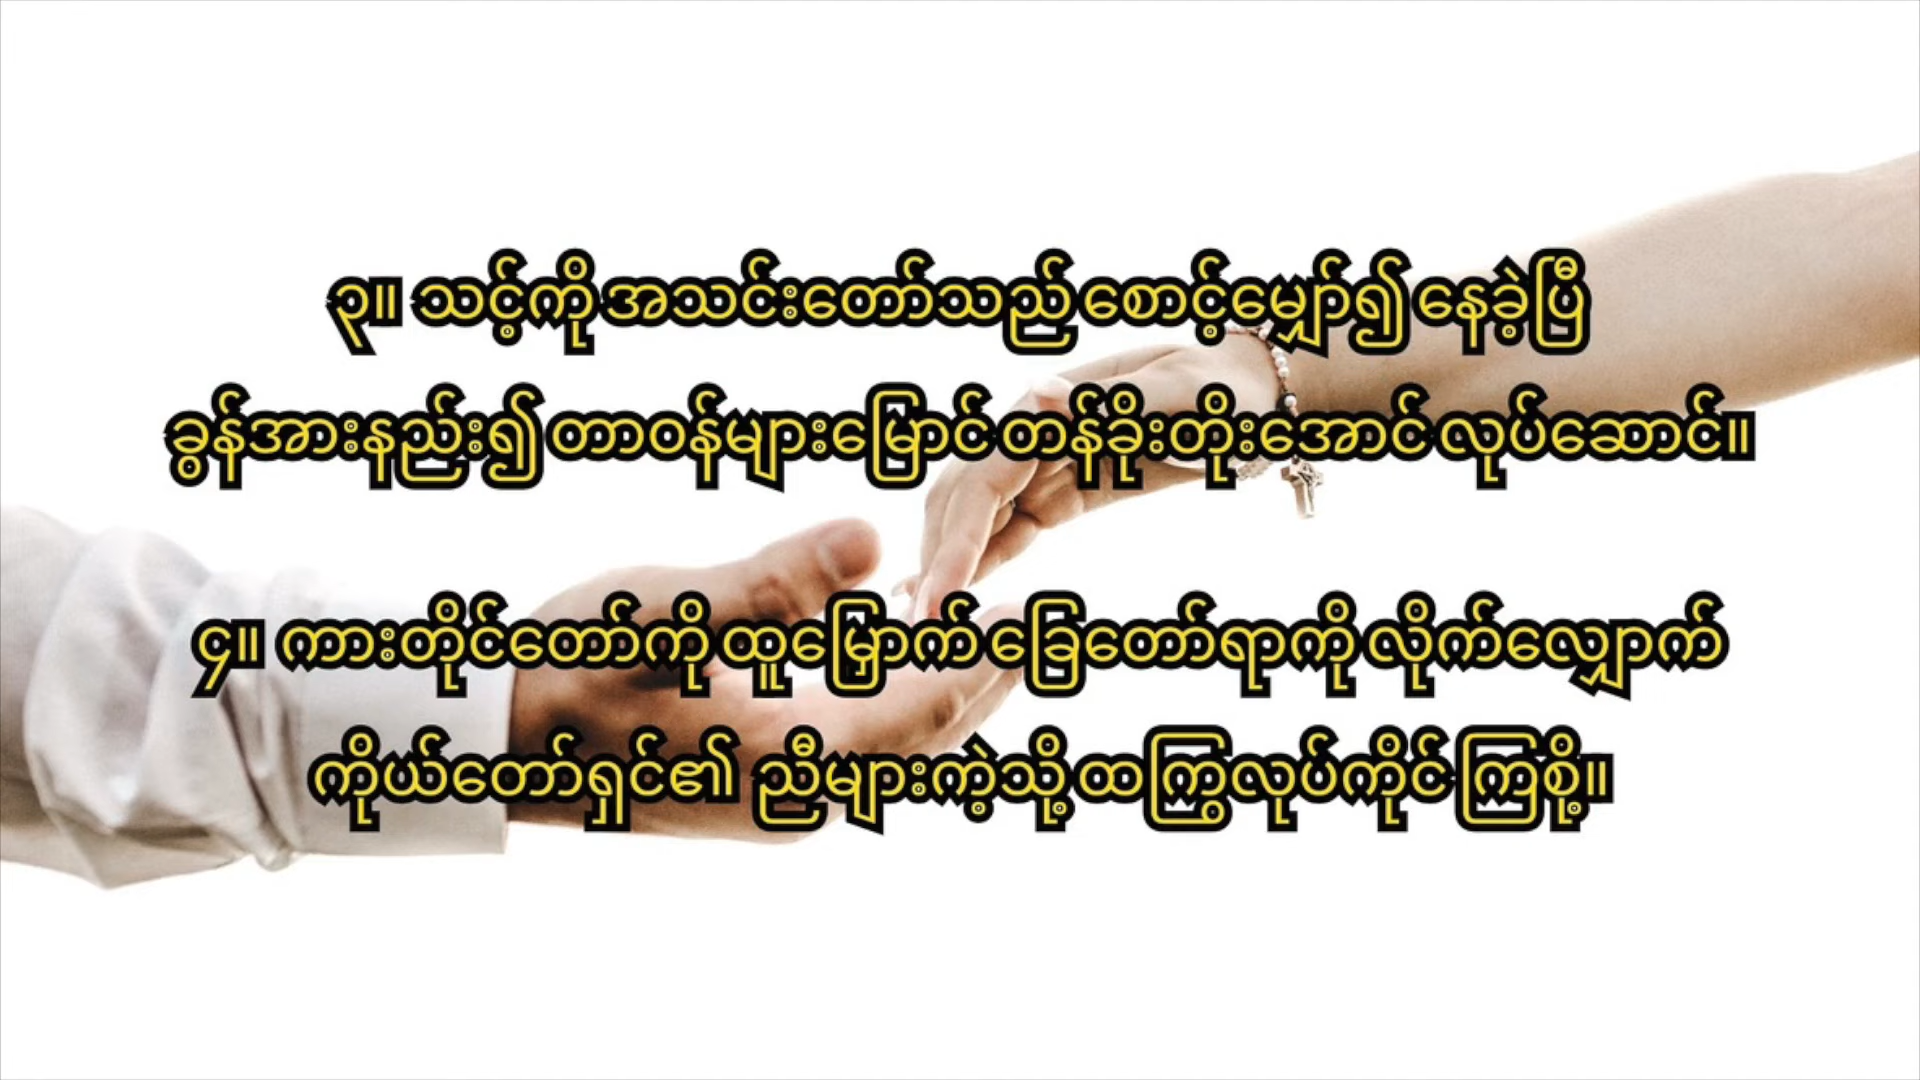 ၃။ သင့်ကို အသင်းတော်သည် စောင့်မျှော်၍ နေခဲ့ပြီ
ခွန်အားနည်း၍ တာဝန်များမြောင် တန်ခိုးတိုးအောင် လုပ်ဆောင်။
၄။ ကားတိုင်တော်ကို ထူမြှောက် ခြေတော်ရာကို လိုက်လျှောက်
ကိုယ်တော်ရှင်၏ ညီများကဲ့သို့ ထကြွလုပ်ကိုင် ကြစို့။